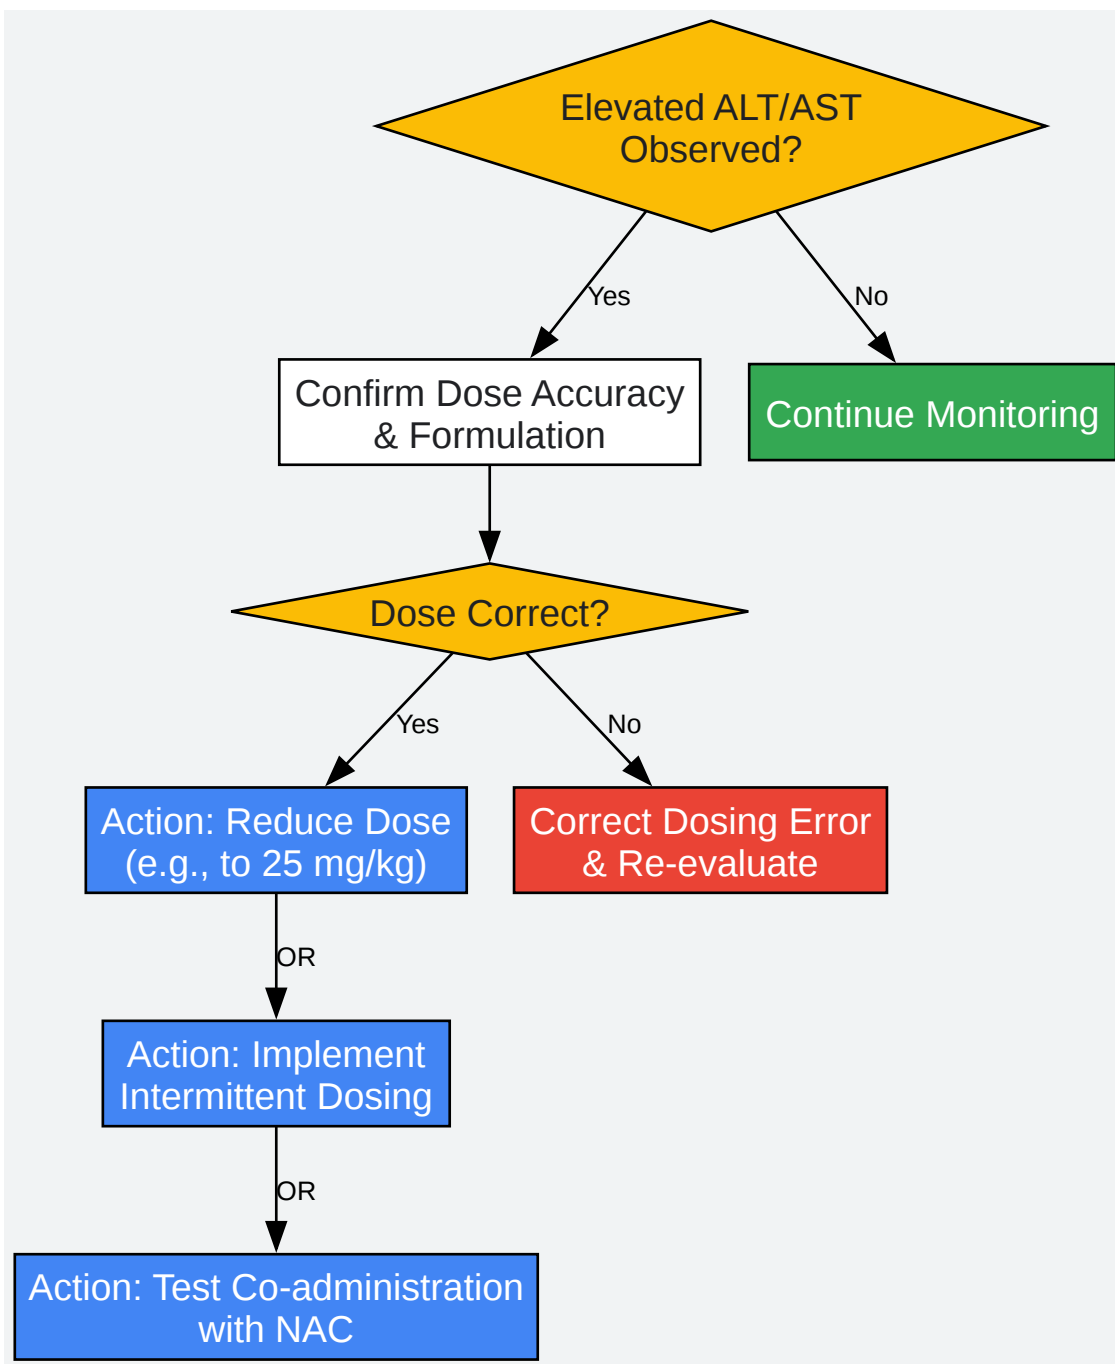 Elevated ALT/AST
Observed?
Yes
No
Confirm Dose Accuracy
& Formulation
Continue Monitoring
Dose Correct?
Yes
No
Action: Reduce Dose
(e.g., to 25 mg/kg)
Correct Dosing Error
& Re-evaluate
OR
Action: Implement
Intermittent Dosing
OR
Action: Test Co-administration
with NAC